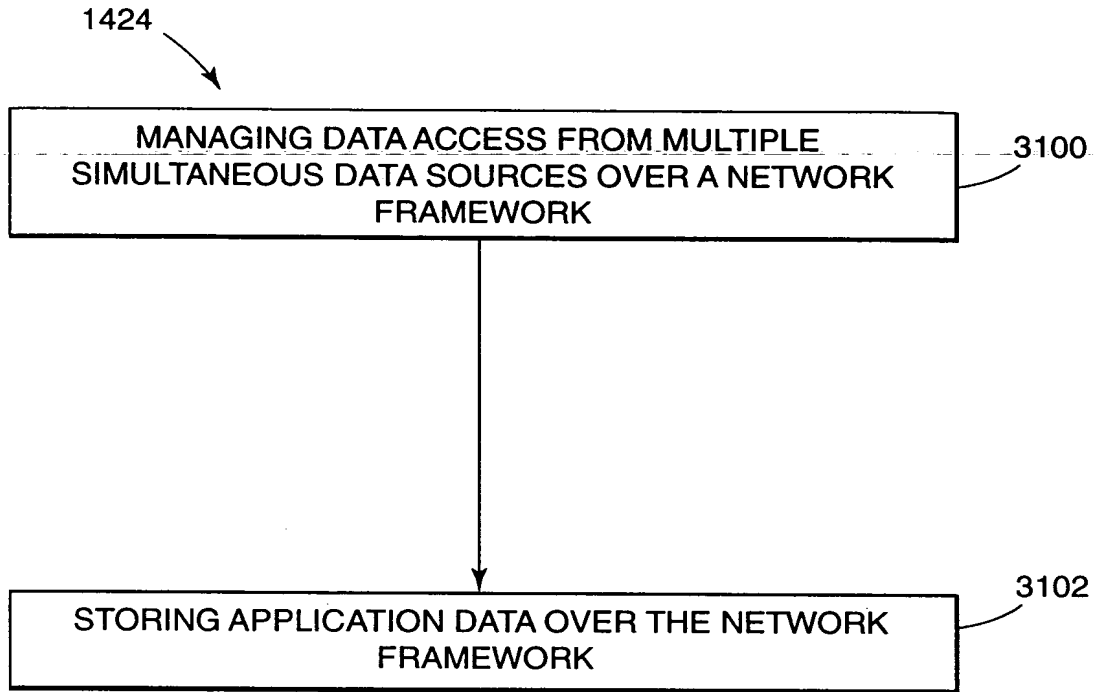 1424
MANAGING DATA ACCESS FROM MULTIPLE
SIMULTANEOUS DATA SOURCES OVER A NETWORK
FRAMEWORK
3100
STORING APPLICATION DATA OVER THE NETWORK
FRAMEWORK
3102